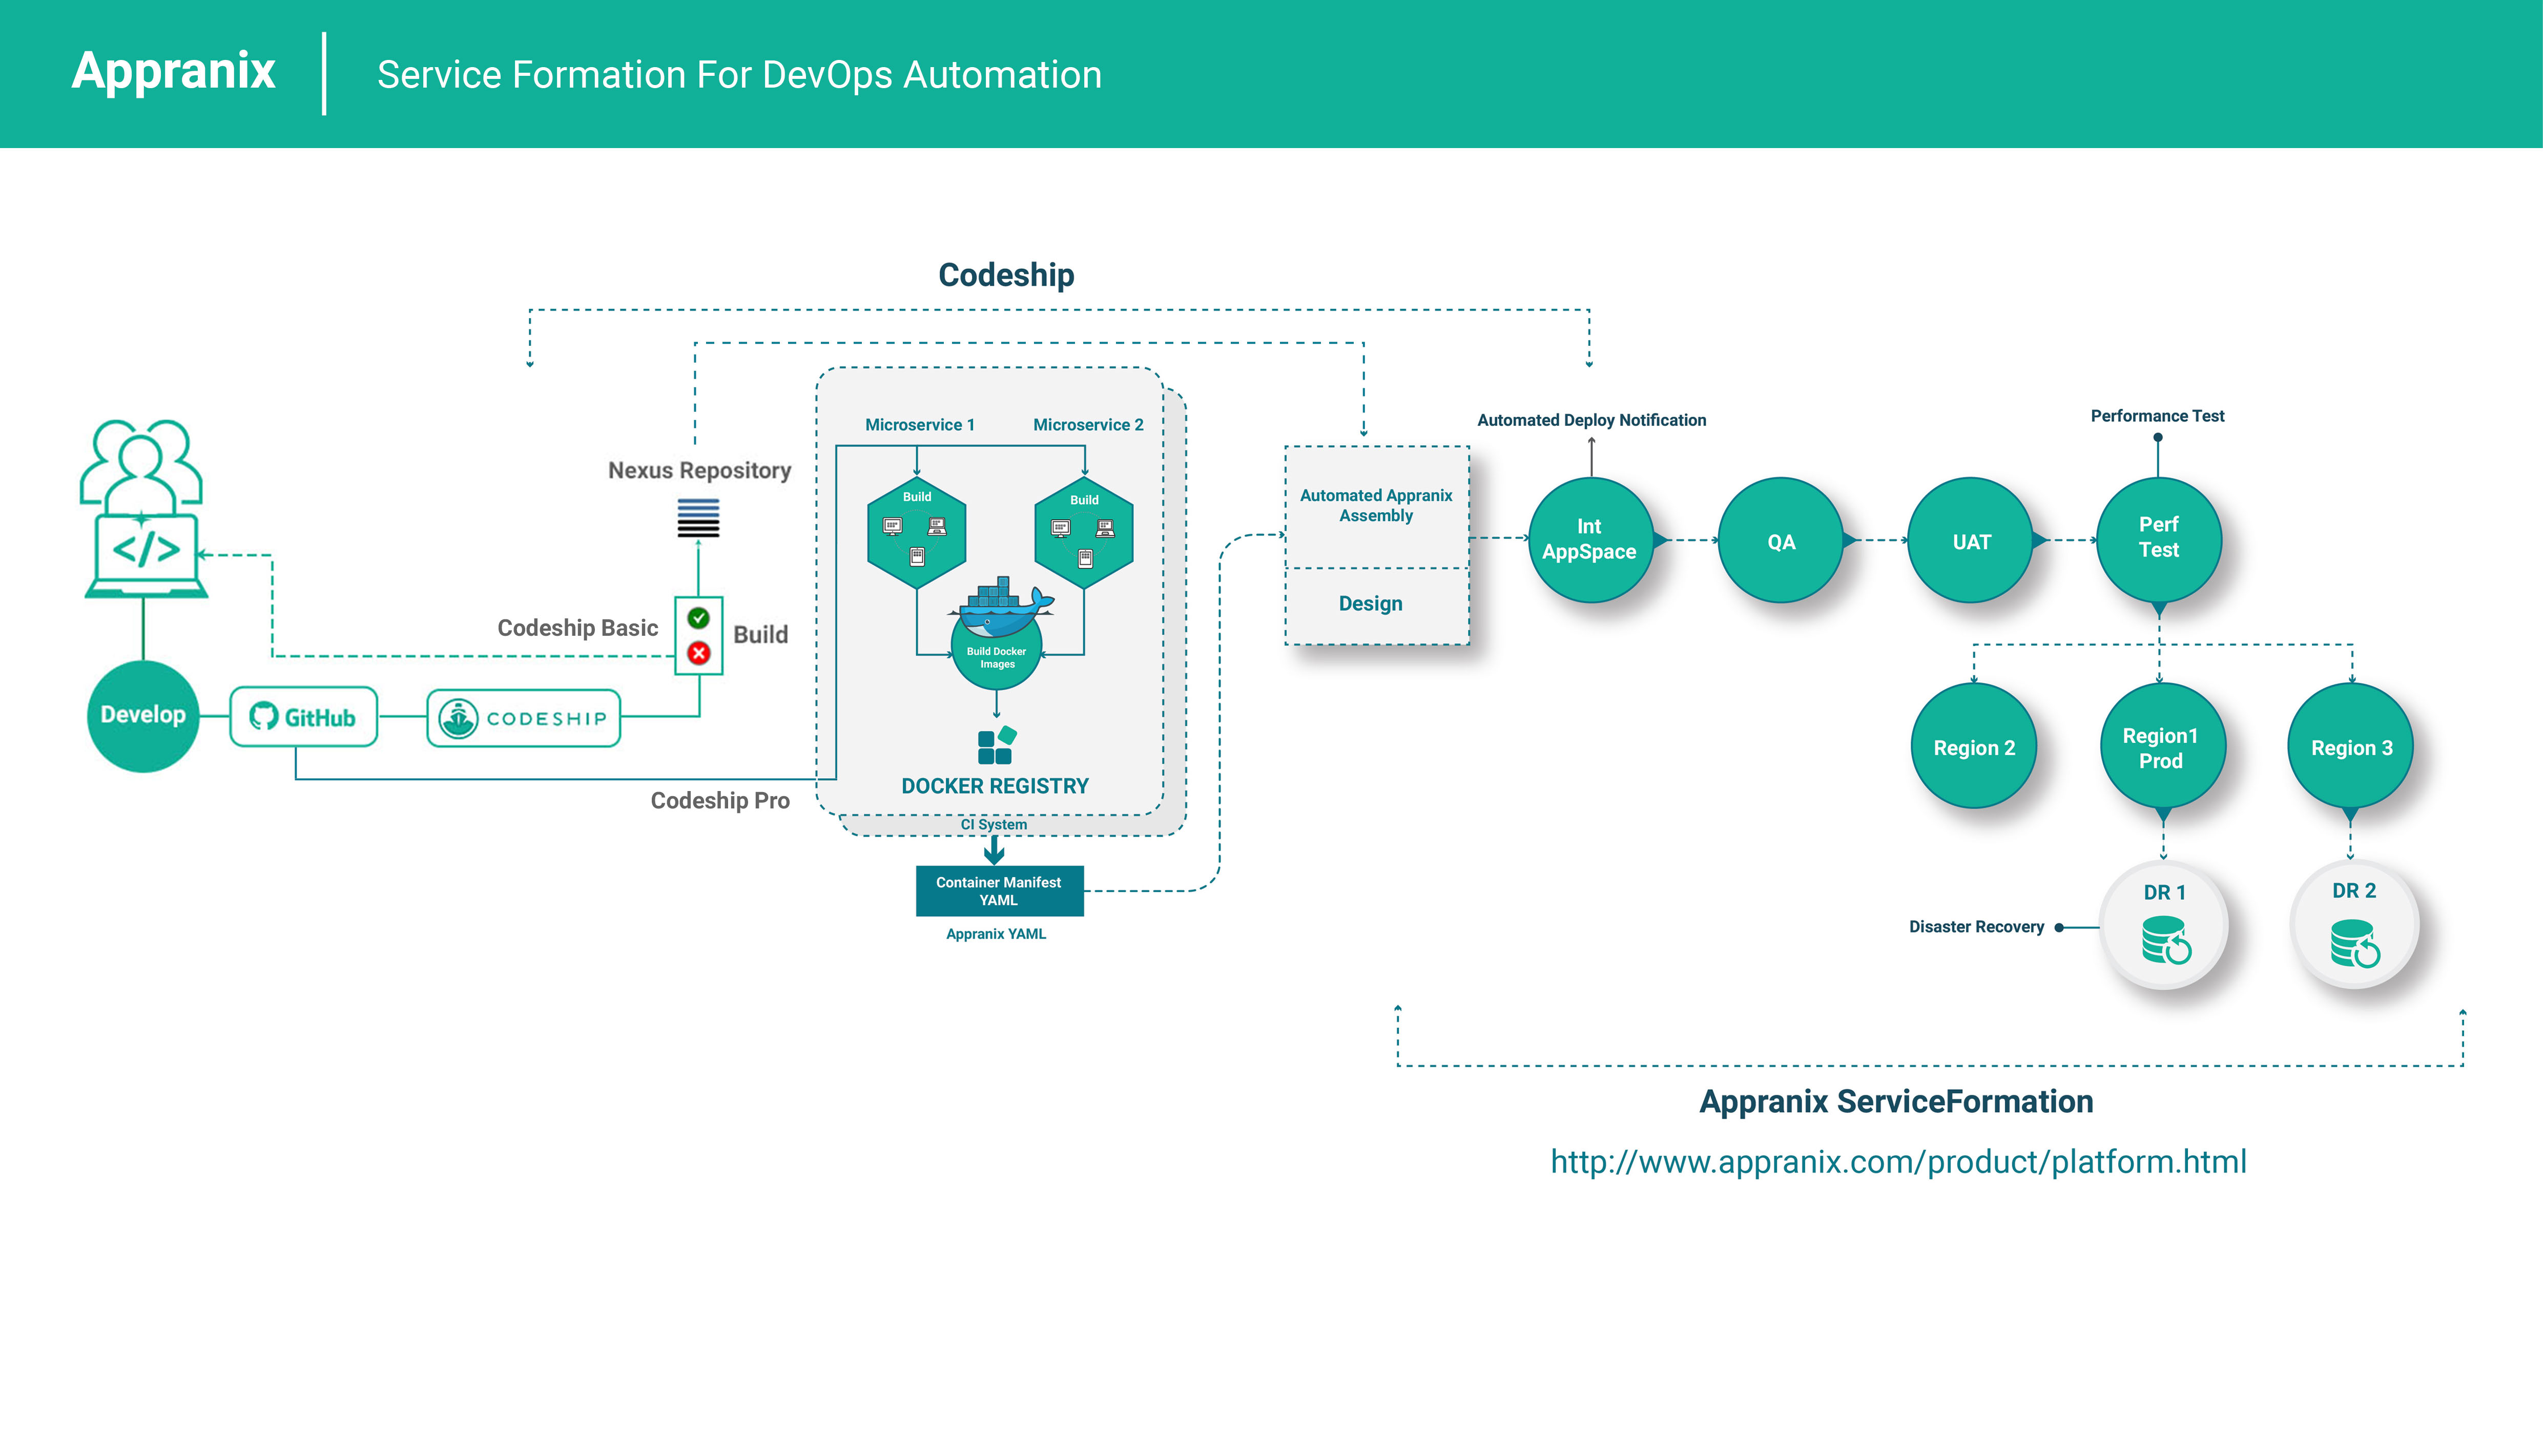 Appranix
Service Formation For DevOps Automation
Codeship
Nexus Repository
Codeship Basic
Build
Develop
GitHub
CODESHIP
Codeship Pro
Microservice 1
Microservice 2
Build
Build
Build Docker
Images
DOCKER REGISTRY
CI System
Container Manifest
YAML
Appranix YAML
Automated Appranix
Assembly
Design
Automated Deploy Notification
Int
AppSpace
QA
UAT
Performance Test
Perf
Test
Region 2
Region1
Prod
Region 3
DR 1
DR 2
Disaster Recovery
Appranix ServiceFormation
http://www.appranix.com/product/platform.html